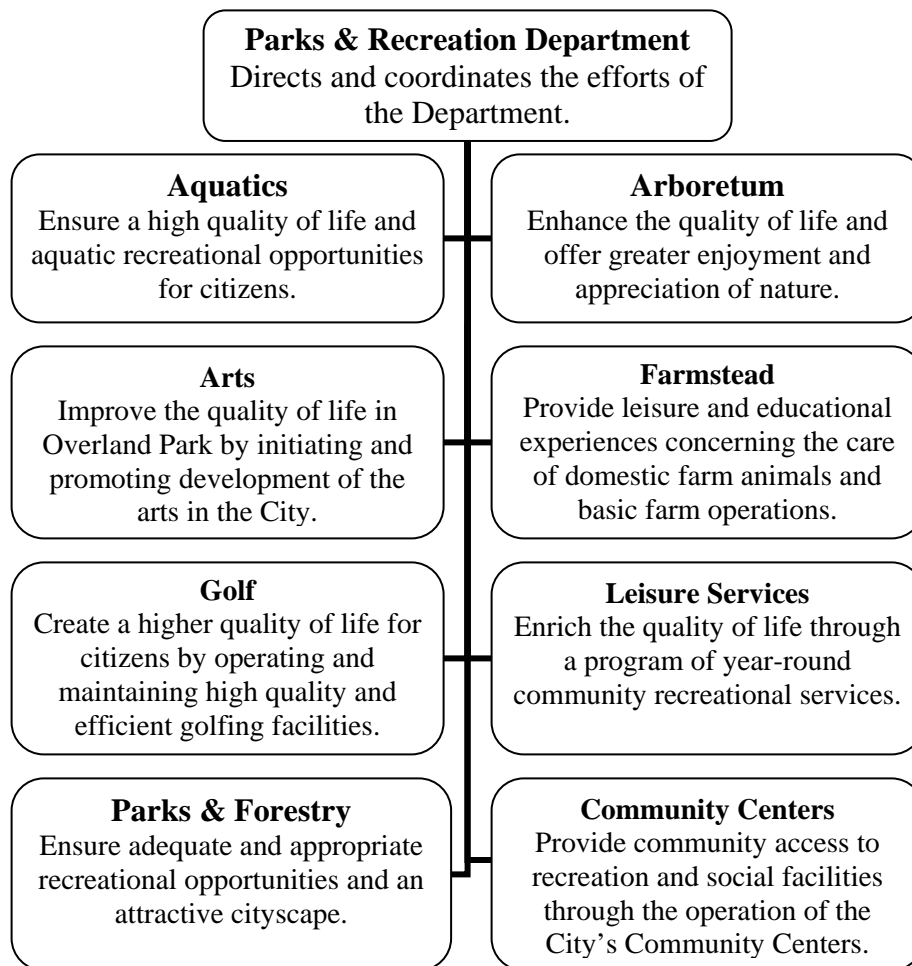 Parks & Recreation Department
Directs and coordinates the efforts of
the Department.
Aquatics
Ensure a high quality of life and
aquatic recreational opportunities
for citizens.
Arboretum
Enhance the quality of life and
offer greater enjoyment and
appreciation of nature.
Arts
Improve the quality of life in
Overland Park by initiating and
promoting development of the
arts in the City.
Farmstead
Provide leisure and educational
experiences concerning the care
of domestic farm animals and
basic farm operations.
Golf
Create a higher quality of life for
citizens by operating and
maintaining high quality and
efficient golfing facilities.
Leisure Services
Enrich the quality of life through
a program of year-round
community recreational services.
Parks & Forestry
Ensure adequate and appropriate
recreational opportunities and an
attractive cityscape.
Community Centers
Provide community access to
recreation and social facilities
through the operation of the
City’s Community Centers.